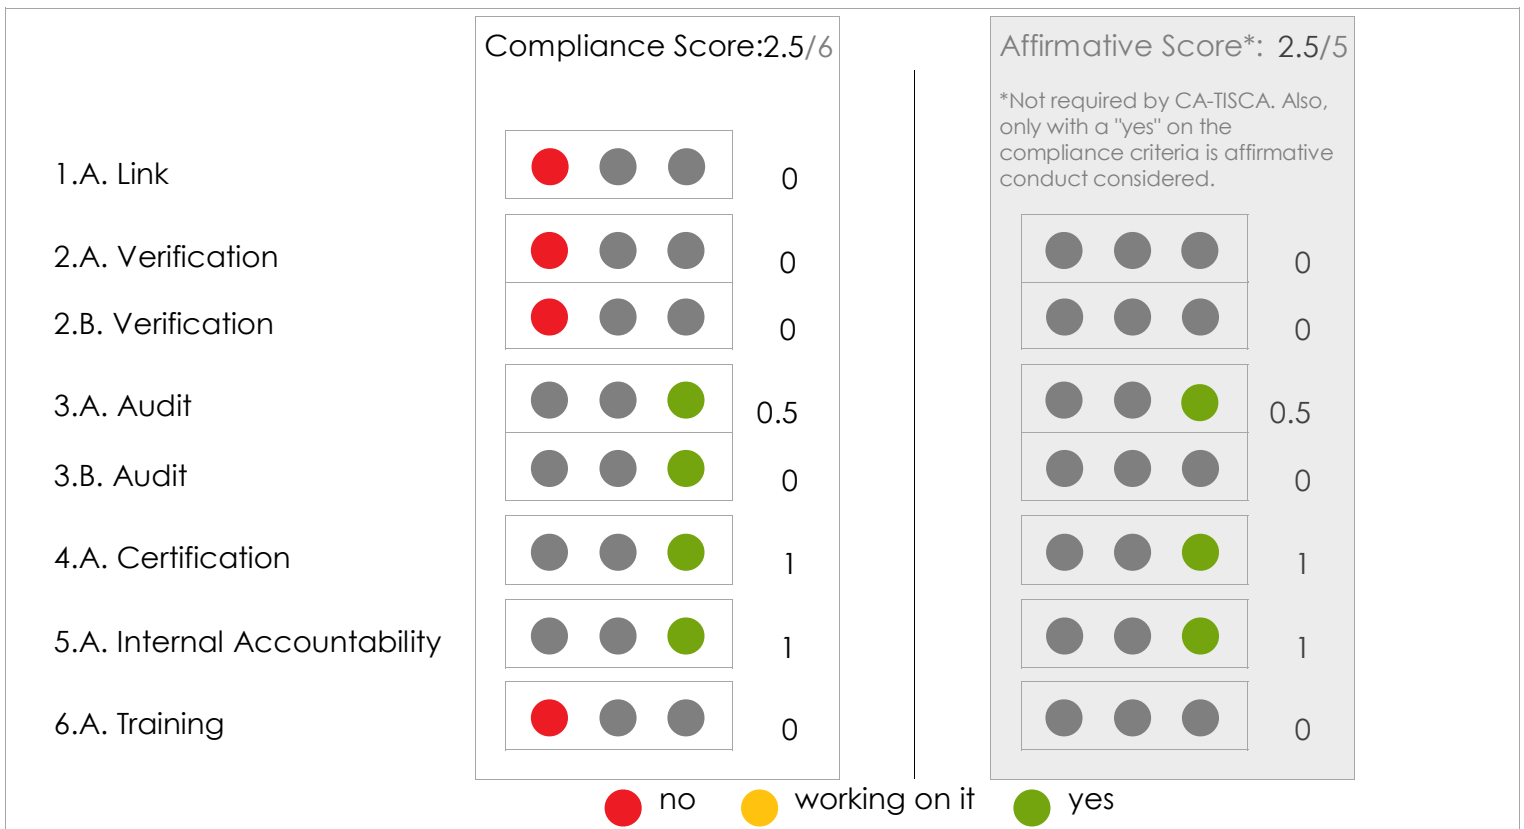 Compliance Score:2.5/6
Affirmative Score*: 2.5/5
*Not required by CA-TISCA. Also,
only with a "yes" on the
compliance criteria is affirmative
conduct considered.
1.A. Link 0
2.A. Verification 0 0
2.B. Verification 0 0
3.A. Audit 0.5 0.5
3.B. Audit 0 0
4.A. Certification 1 1
5.A. Internal Accountability 1 1
6.A. Training 0 0
no working on it yes